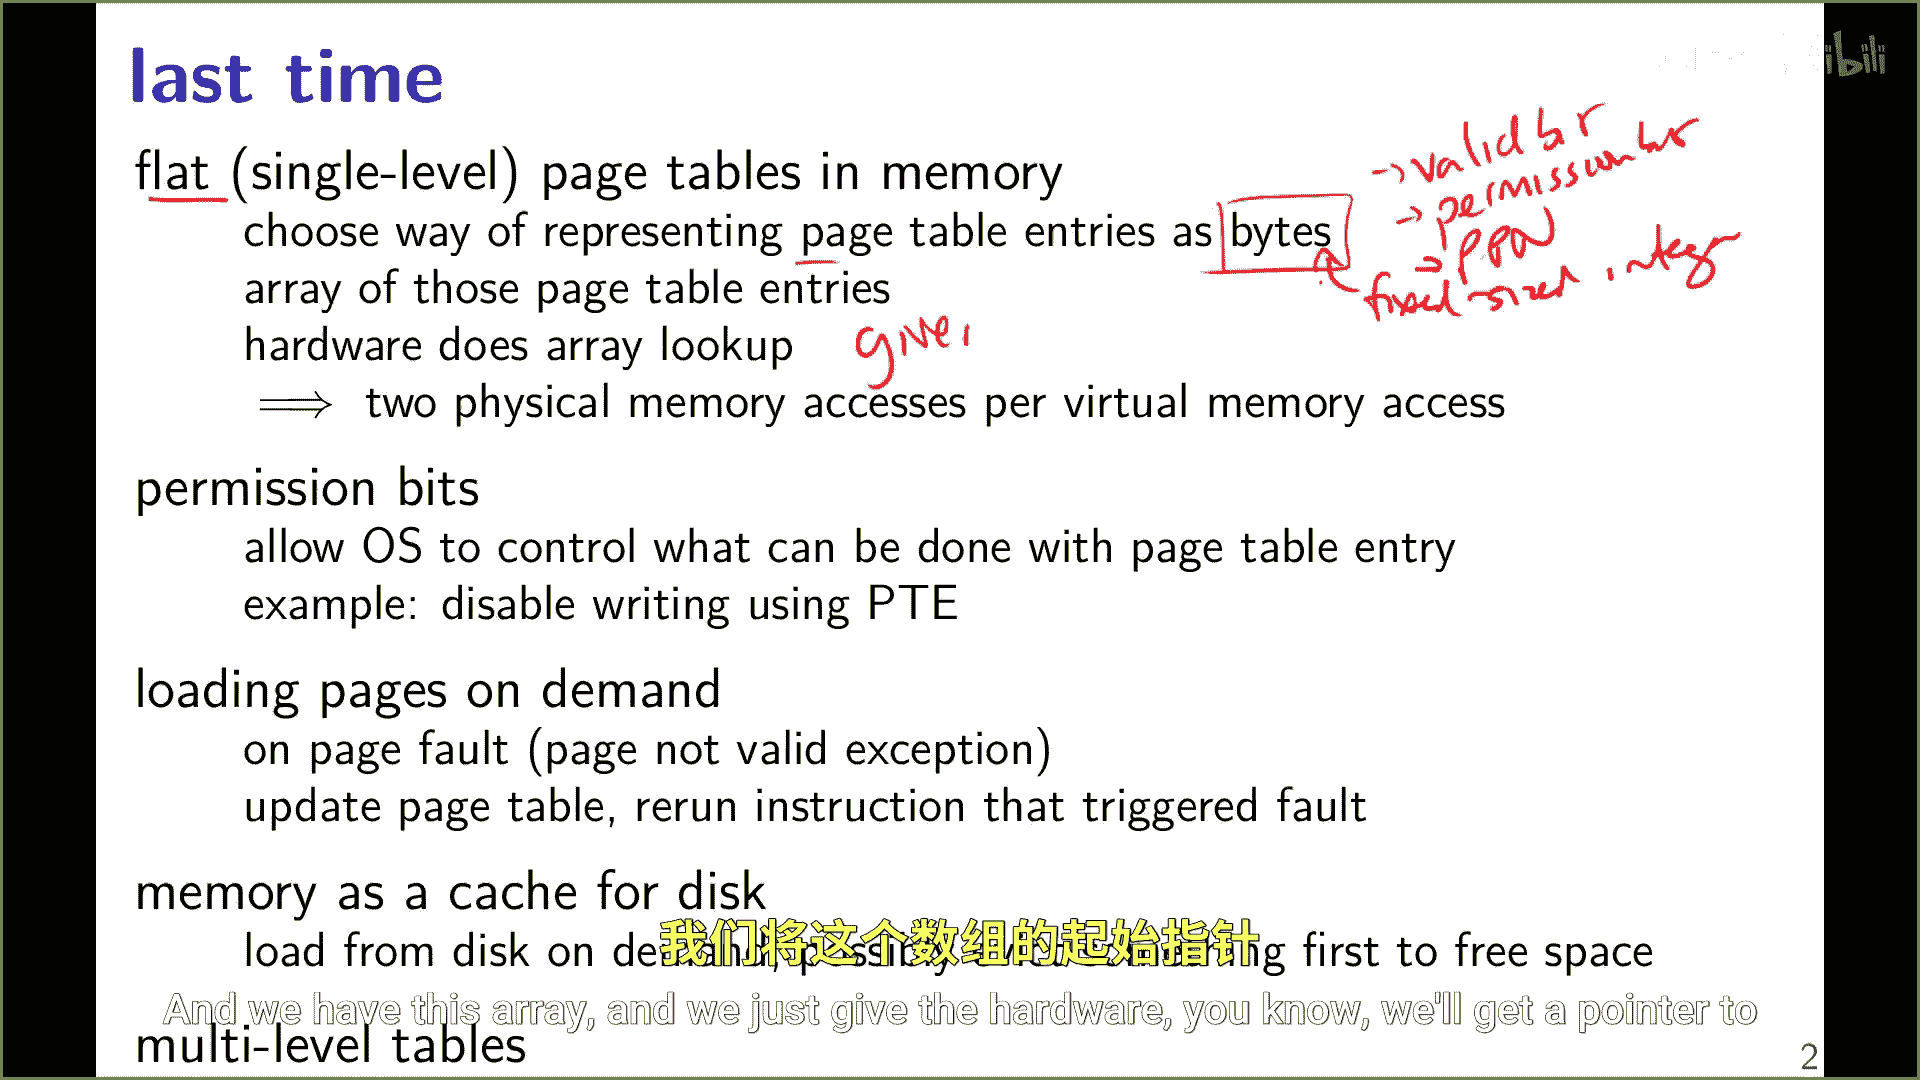 last time
flat (single-level) page tables in memory
choose way of representing page table entries as bytes
→ valid bit
→ permission bit
→ PPN
fixed-sized integer
array of those page table entries
hardware does array lookup
give
⟹ two physical memory accesses per virtual memory access
permission bits
allow OS to control what can be done with page table entry
example: disable writing using PTE
loading pages on demand
on page fault (page not valid exception)
update page table, rerun instruction that triggered fault
memory as a cache for disk
load from disk on demand, possibly first to free space
我们将这个数组的起始指针
And we have this array, and we just give the hardware, you know, we'll get a pointer to
multi-level tables
2